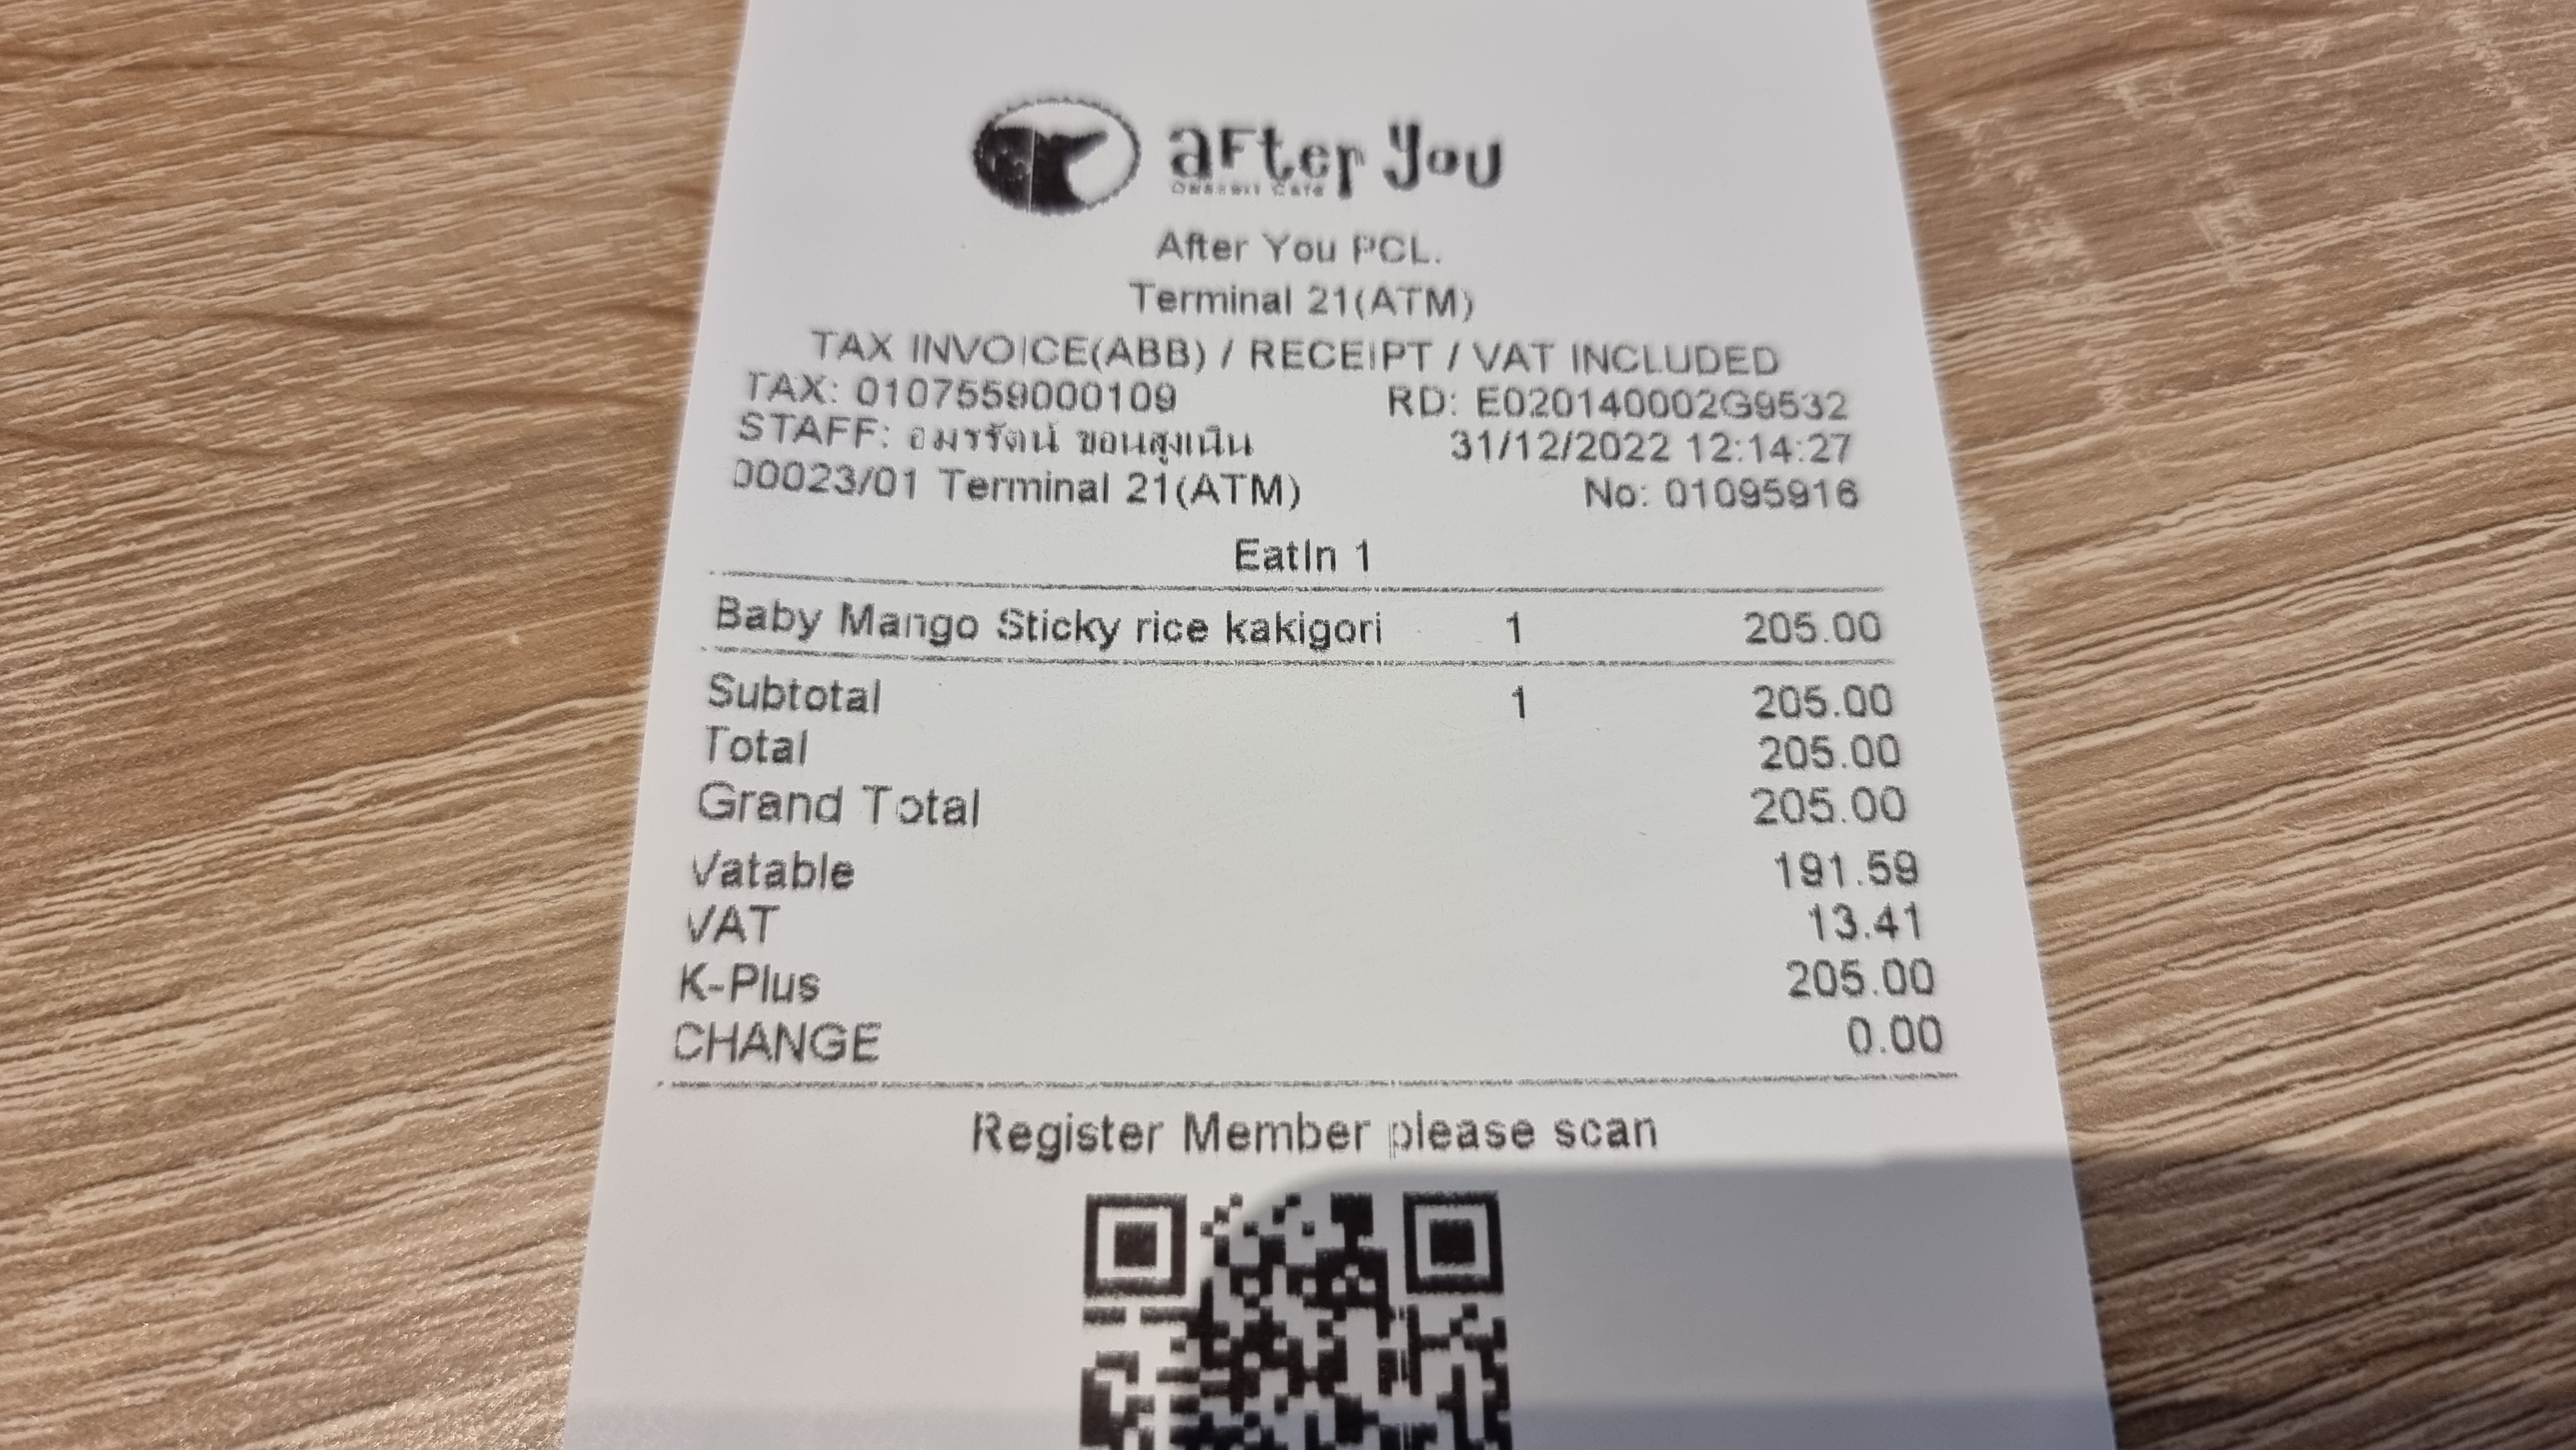 aFter you
Dessert Cafe
After You PCL.
Terminal 21(ATM)
TAX INVOICE(ABB) / RECEIPT / VAT INCLUDED
TAX: 0107559000109 RD: E020140002G9532
STAFF: อมรรัตน์ ขอนสูงเนิน 31/12/2022 12:14:27
00023/01 Terminal 21(ATM) No: 01095916
EatIn 1
Baby Mango Sticky rice kakigori 1 205.00
Subtotal 1 205.00
Total 205.00
Grand Total 205.00
Vatable 191.59
VAT 13.41
K-Plus 205.00
CHANGE 0.00
Register Member please scan